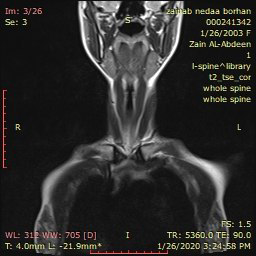 Im: 3/26
Se: 3
S
zainab nedaa borhan
000241342
1/26/2003 F
Zain AL-Abdeen
1
l-spine^library
t2_tse_cor
whole spine
whole spine
R
L
FS: 1.5
WL: 312 WW: 705 [D]
I
TR: 5360.0 TE: 90.0
T: 4.0mm L: -21.9mm*
1/26/2020 3:24:58 PM